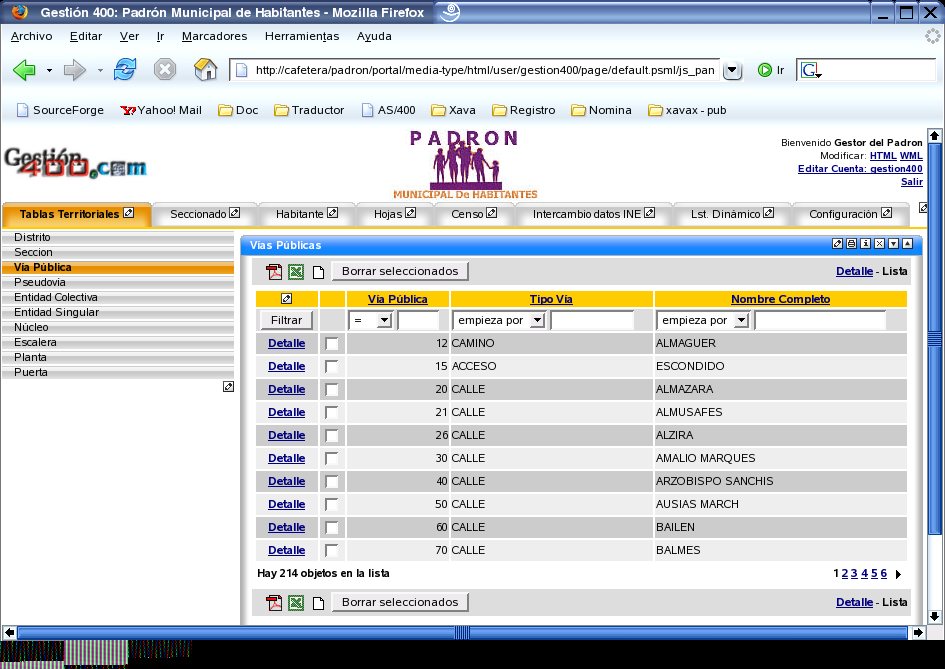 Gestión 400: Padrón Municipal de Habitantes - Mozilla Firefox
Archivo Editar Ver Ir Marcadores Herramientas Ayuda
http://cafetera/padron/portal/media-type/html/user/gestion400/page/default.psml/js_pan Ir G
SourceForge Yahoo! Mail Doc Traductor AS/400 Xava Registro Nomina xavax - pub
Gestión 400.com
PADRON
MUNICIPAL De HABITANTES
Bienvenido Gestor del Padron
Modificar: HTML WML
Editar Cuenta: gestion400
Salir
Tablas Territoriales Seccionado Habitante Hojas Censo Intercambio datos INE Lst. Dinámico Configuración
Distrito
Seccion
Vía Pública
Pseudovia
Entidad Colectiva
Entidad Singular
Núcleo
Escalera
Planta
Puerta
Vías Públicas
Borrar seleccionados Detalle - Lista
Vía Pública Tipo Vía Nombre Completo
Filtrar = empieza por empieza por
Detalle 12 CAMINO ALMAGUER
Detalle 15 ACCESO ESCONDIDO
Detalle 20 CALLE ALMAZARA
Detalle 21 CALLE ALMUSAFES
Detalle 26 CALLE ALZIRA
Detalle 30 CALLE AMALIO MARQUES
Detalle 40 CALLE ARZOBISPO SANCHIS
Detalle 50 CALLE AUSIAS MARCH
Detalle 60 CALLE BAILEN
Detalle 70 CALLE BALMES
Hay 214 objetos en la lista 1 2 3 4 5 6
Borrar seleccionados Detalle - Lista